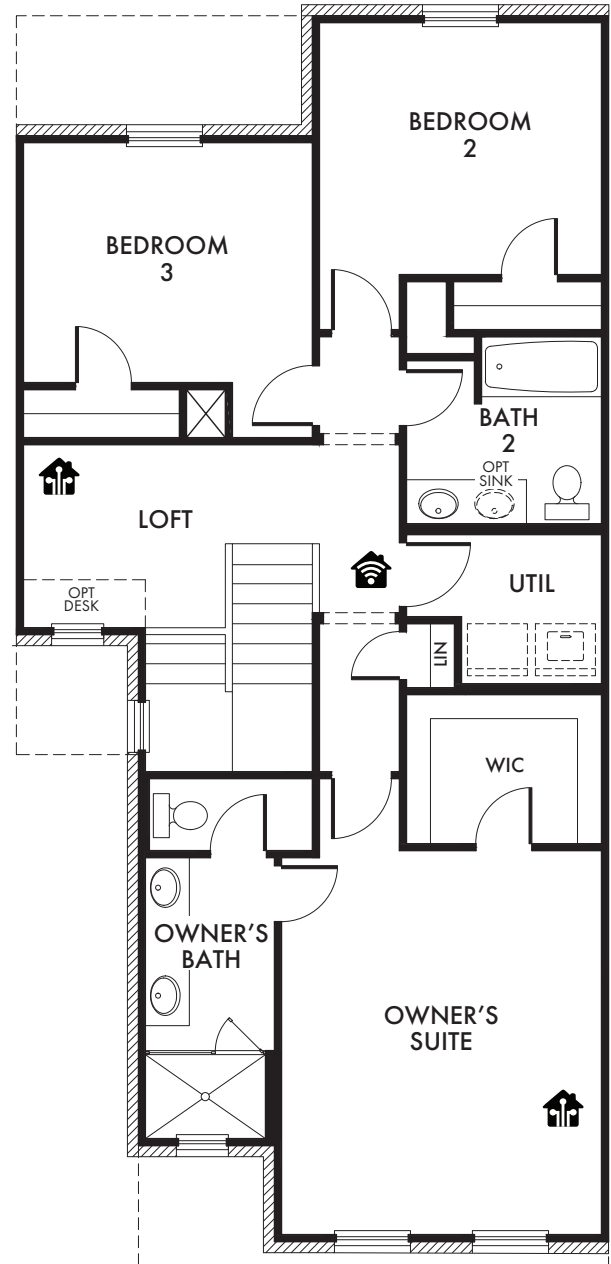 BEDROOM
2
BEDROOM
3
BATH
2
OPT
SINK
LOFT
OPT
DESK
UTIL
LIN
WIC
OWNER'S
BATH
OWNER'S
SUITE